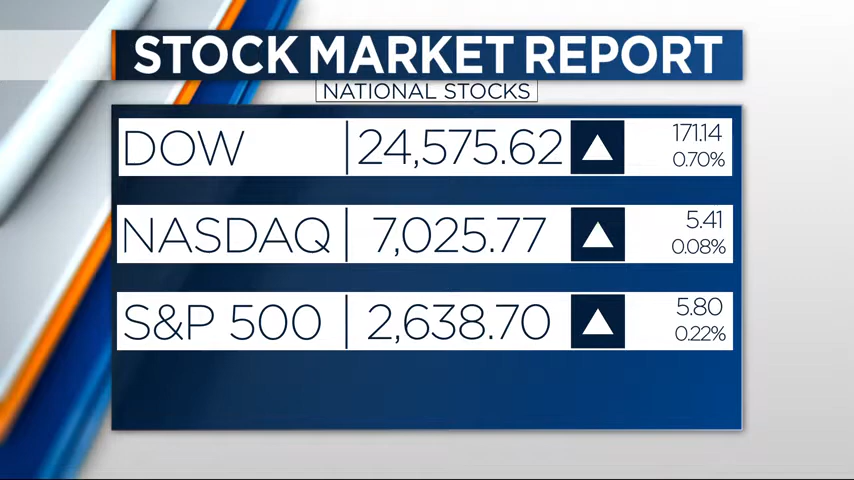 STOCK MARKET REPORT
NATIONAL STOCKS
DOW 24,575.62 171.14
0.70%
NASDAQ 7,025.77 5.41
0.08%
S&P 500 2,638.70 5.80
0.22%